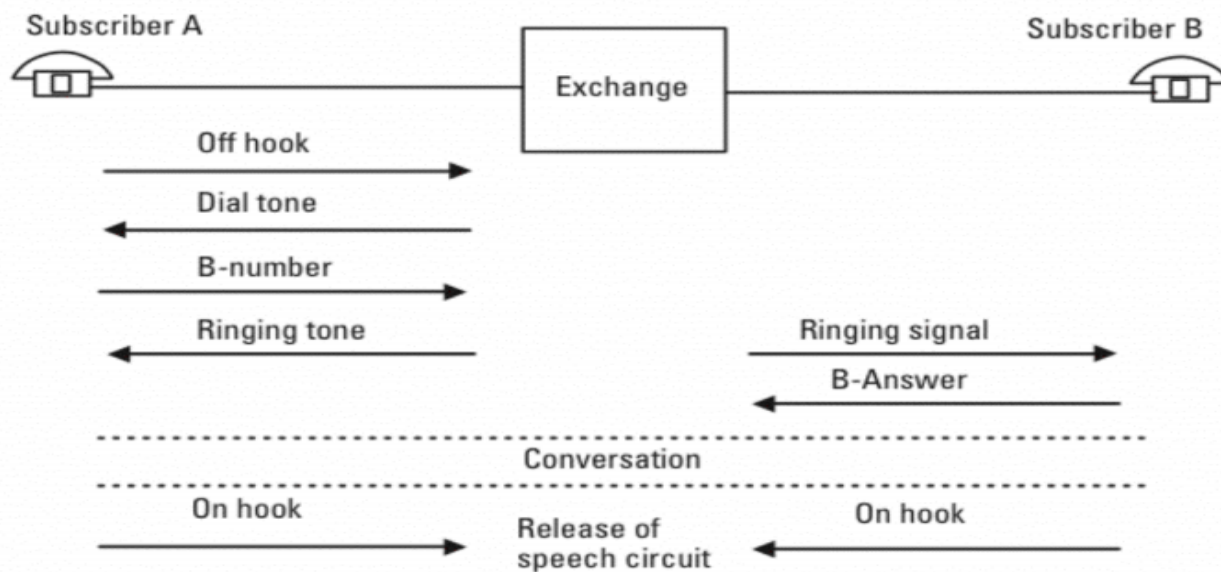 Subscriber A
Subscriber B
Exchange
Off hook
Dial tone
B-number
Ringing tone
Ringing signal
B-Answer
Conversation
On hook
Release of
speech circuit
On hook